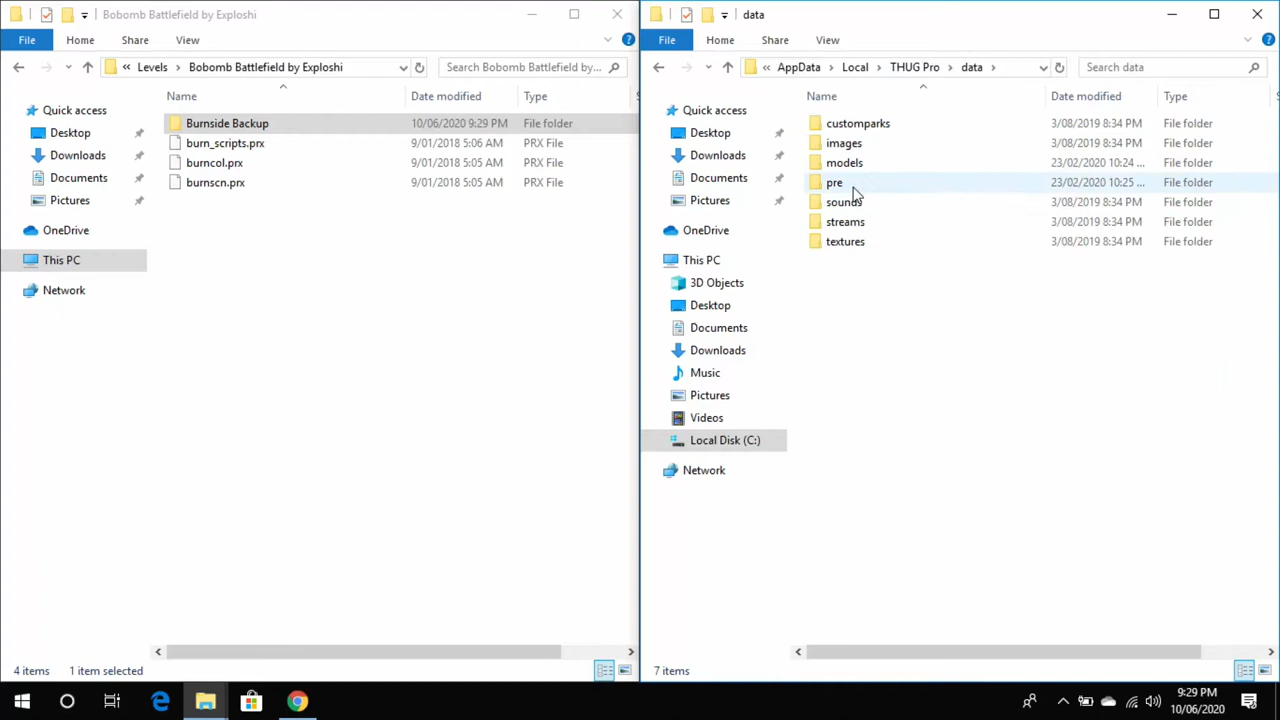 Bobomb Battlefield by Exploshi
File Home Share View
« Levels > Bobomb Battlefield by Exploshi
Search Bobomb Battlefield by...
Name Date modified Type
Quick access
Desktop
Downloads
Documents
Pictures
OneDrive
This PC
Network
Burnside Backup 10/06/2020 9:29 PM File folder
burn_scripts.prx 9/01/2018 5:06 AM PRX File
burncol.prx 9/01/2018 5:05 AM PRX File
burnscn.prx 9/01/2018 5:05 AM PRX File
4 items 1 item selected
data
File Home Share View
« AppData > Local > THUG Pro > data >
Search data
Name Date modified Type
Quick access
Desktop
Downloads
Documents
Pictures
OneDrive
This PC
3D Objects
Desktop
Documents
Downloads
Music
Pictures
Videos
Local Disk (C:)
Network
customparks 3/08/2019 8:34 PM File folder
images 3/08/2019 8:34 PM File folder
models 23/02/2020 10:24 ... File folder
pre 23/02/2020 10:25 ... File folder
sounds 3/08/2019 8:34 PM File folder
streams 3/08/2019 8:34 PM File folder
textures 3/08/2019 8:34 PM File folder
7 items
9:29 PM
10/06/2020